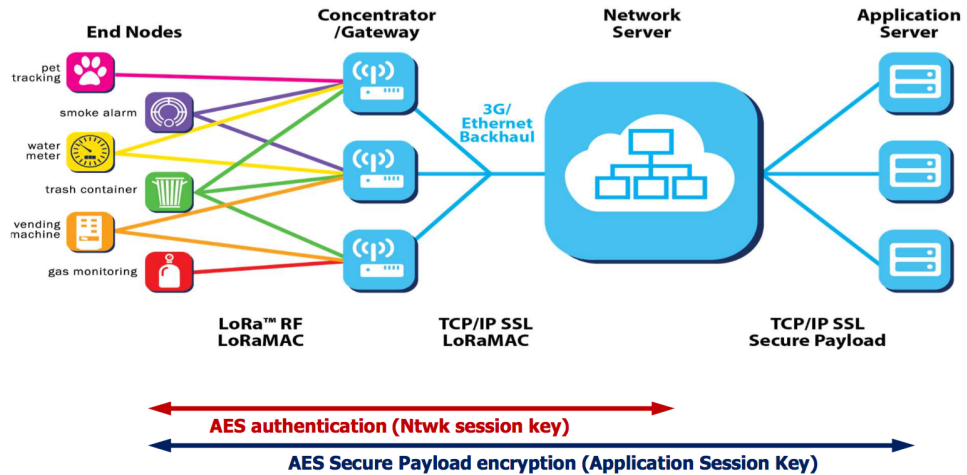 End Nodes
Concentrator
/Gateway
Network
Server
Application
Server
pet
tracking
smoke alarm
water
meter
trash container
vending
machine
gas monitoring
3G/
Ethernet
Backhaul
LoRa™ RF
LoRaMAC
TCP/IP SSL
LoRaMAC
TCP/IP SSL
Secure Payload
AES authentication (Ntwk session key)
AES Secure Payload encryption (Application Session Key)